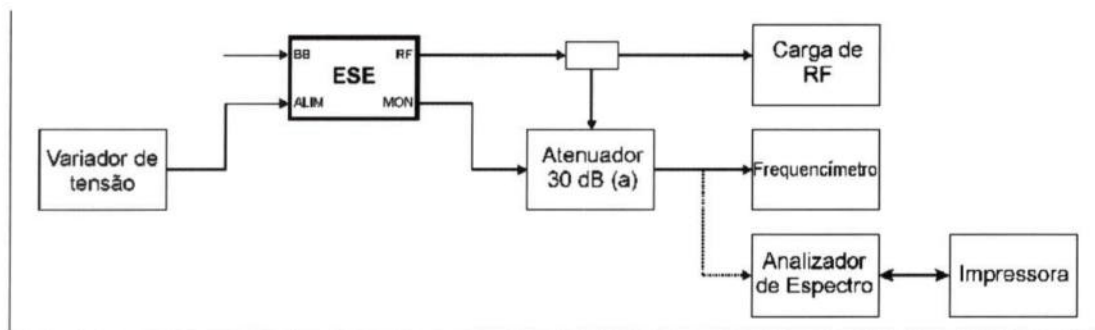 BB
RF
ESE
ALIM
MON
Carga de
RF
Variador de
tensão
Atenuador
30 dB (a)
Frequencímetro
Analizador
de Espectro
Impressora